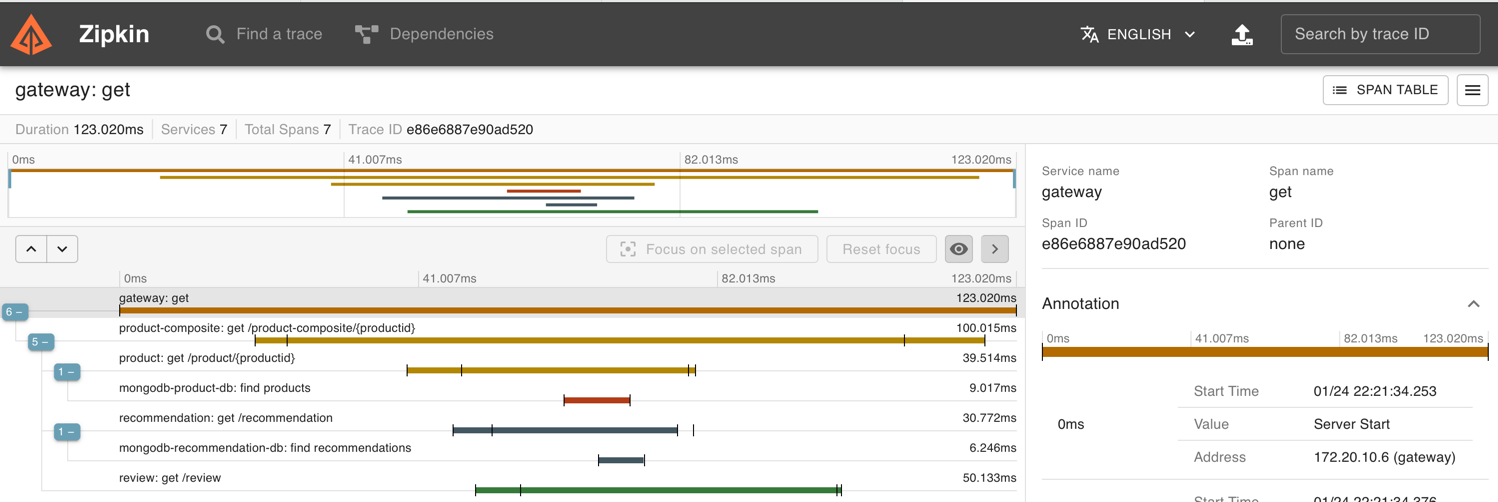 Zipkin Find a trace Dependencies ENGLISH Search by trace ID
gateway: get SPAN TABLE
Duration 123.020ms Services 7 Total Spans 7 Trace ID e86e6887e90ad520
0ms 41.007ms 82.013ms 123.020ms
Focus on selected span Reset focus
0ms 41.007ms 82.013ms 123.020ms
gateway: get 123.020ms
6 –
product-composite: get /product-composite/{productid} 100.015ms
5 –
product: get /product/{productid} 39.514ms
1 –
mongodb-product-db: find products 9.017ms
recommendation: get /recommendation 30.772ms
1 –
mongodb-recommendation-db: find recommendations 6.246ms
review: get /review 50.133ms
Service name Span name
gateway get
Span ID Parent ID
e86e6887e90ad520 none
Annotation
0ms 41.007ms 82.013ms 123.020ms
Start Time 01/24 22:21:34.253
0ms Value Server Start
Address 172.20.10.6 (gateway)
Start Time 01/24 22:21:34.376